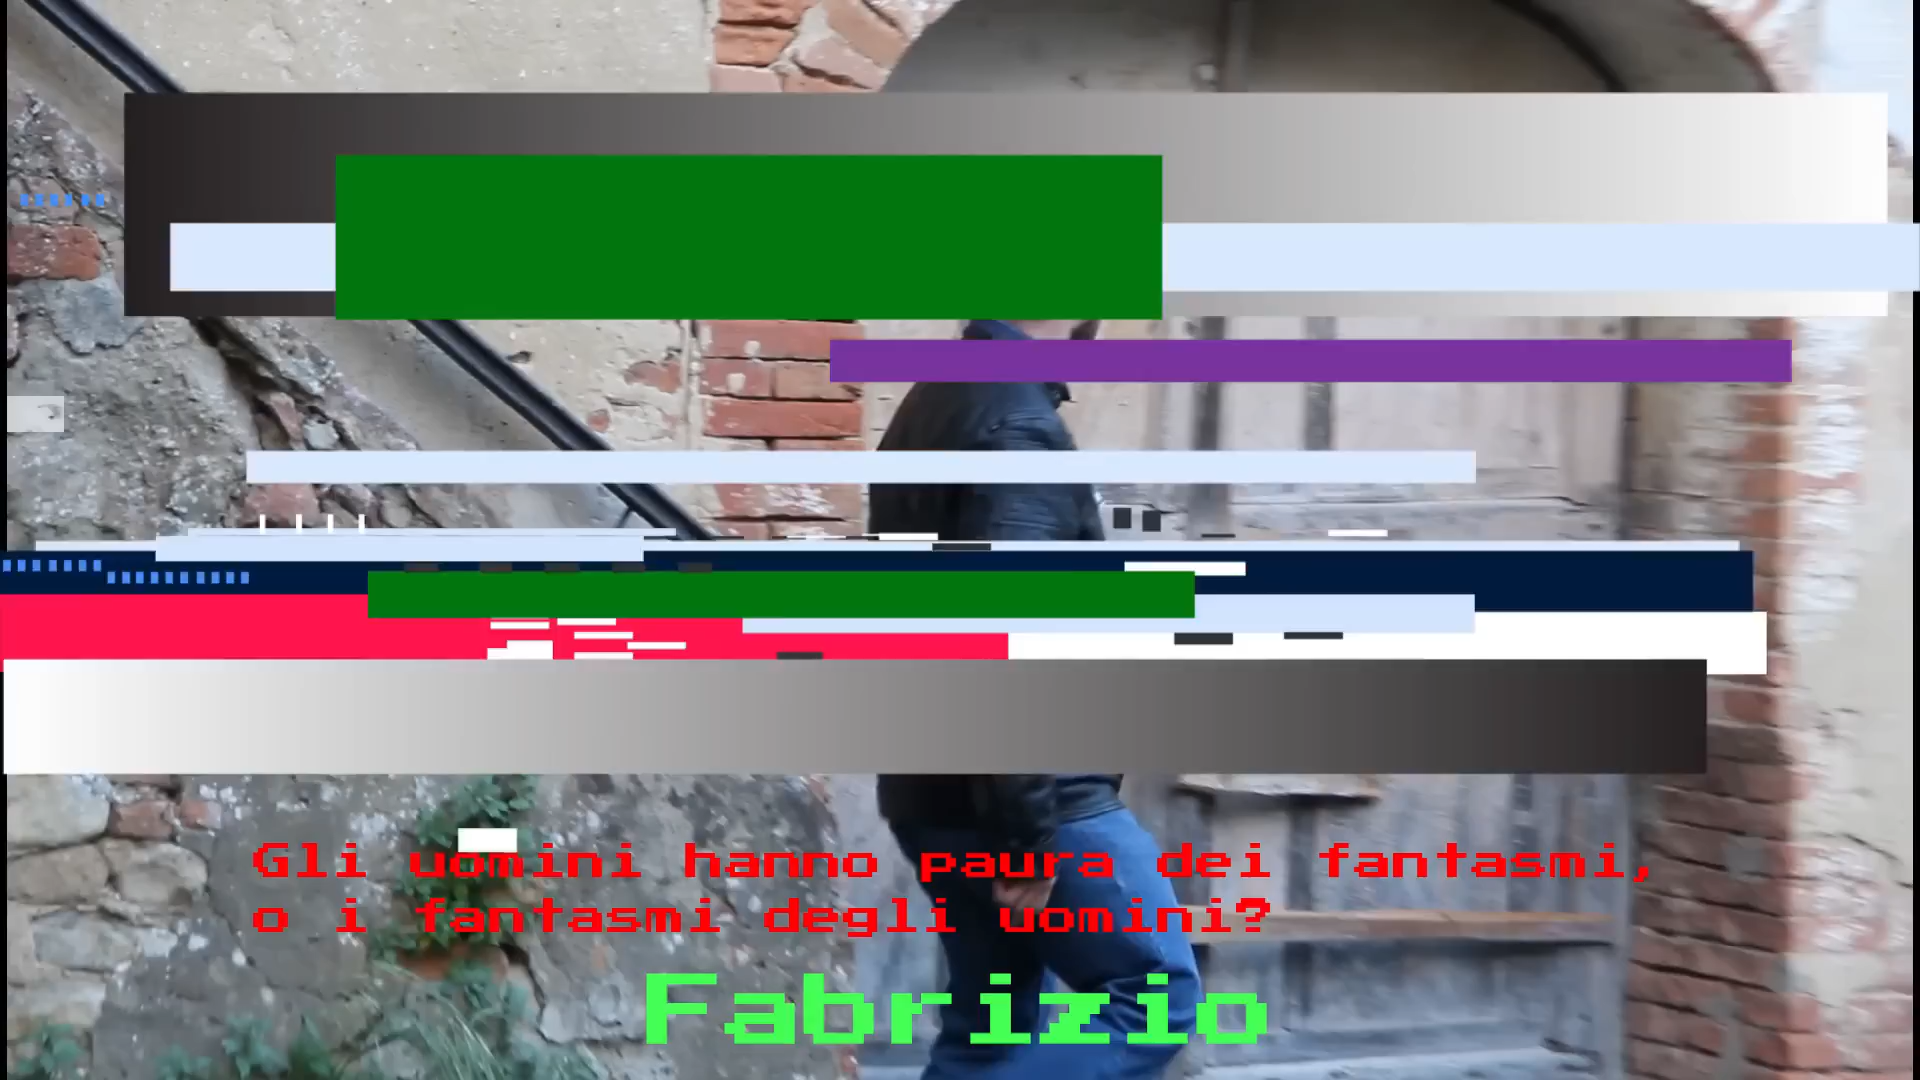 Gli uomini hanno paura dei fantasmi,
o i fantasmi degli uomini?
Fabrizio